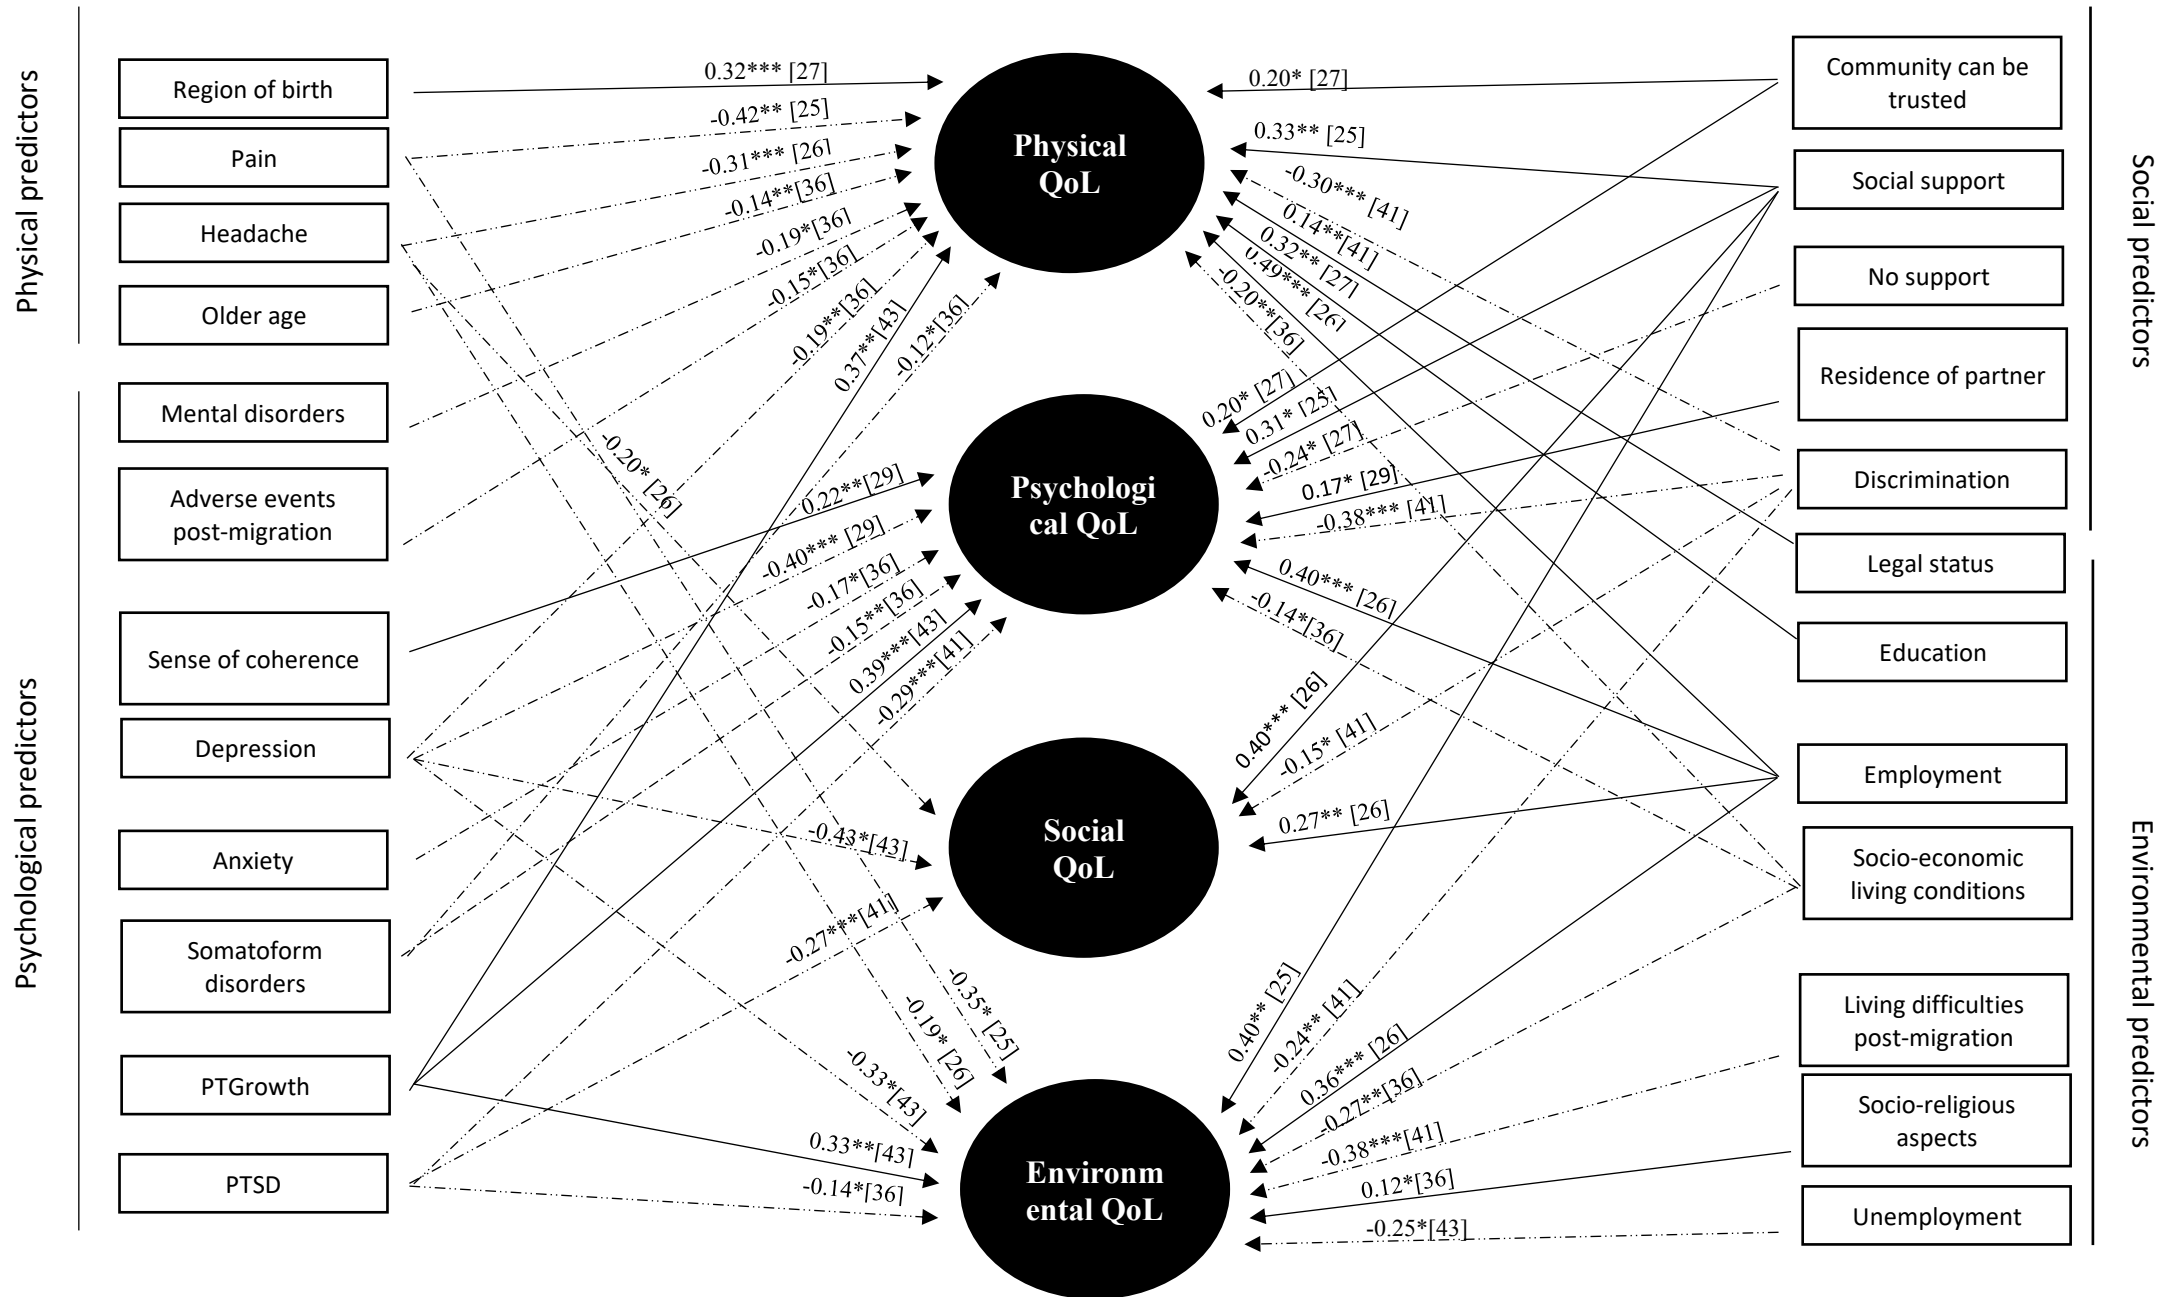 Physical predictors
Region of birth
Pain
Headache
Older age
Psychological predictors
Mental disorders
Adverse events
post-migration
Sense of coherence
Depression
Anxiety
Somatoform
disorders
PTGrowth
PTSD
0.32*** [27]
-0.42** [25]
-0.31*** [26]
-0.14**[36]
-0.19*[36]
-0.15*[36]
-0.19**[36]
0.37**[43]
-0.12*[36]
-0.20* [26]
0.22**[29]
-0.40*** [29]
-0.17*[36]
-0.15**[36]
0.39***[43]
-0.29***[41]
-0.43*[43]
-0.27***[41]
-0.35* [25]
-0.19* [26]
-0.33*[43]
0.33**[43]
-0.14*[36]
Physical
QoL
Psychologi
cal QoL
Social
QoL
Environm
ental QoL
0.20* [27]
0.33** [25]
-0.30*** [41]
0.14**[41]
0.32** [27]
0.49*** [26]
-0.20**[36]
0.20* [27]
0.31* [25]
-0.24* [27]
0.17* [29]
-0.38*** [41]
0.40*** [26]
-0.14*[36]
0.40*** [26]
-0.15* [41]
0.27** [26]
0.40** [25]
-0.24** [41]
0.36*** [26]
-0.27**[36]
-0.38***[41]
0.12*[36]
-0.25*[43]
Community can be
trusted
Social support
No support
Residence of partner
Discrimination
Legal status
Education
Employment
Socio-economic
living conditions
Living difficulties
post-migration
Socio-religious
aspects
Unemployment
Social predictors
Environmental predictors